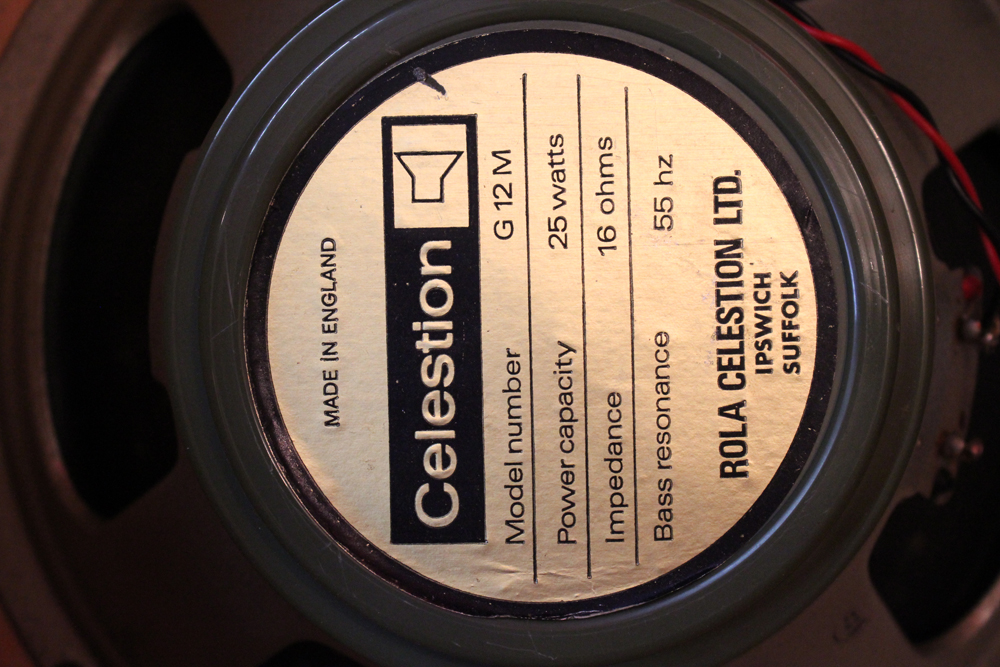 MADE IN ENGLAND
Celestion
Model number G 12 M
Power capacity 25 watts
Impedance 16 ohms
Bass resonance 55 hz
ROLA CELESTION LTD.
IPSWICH
SUFFOLK